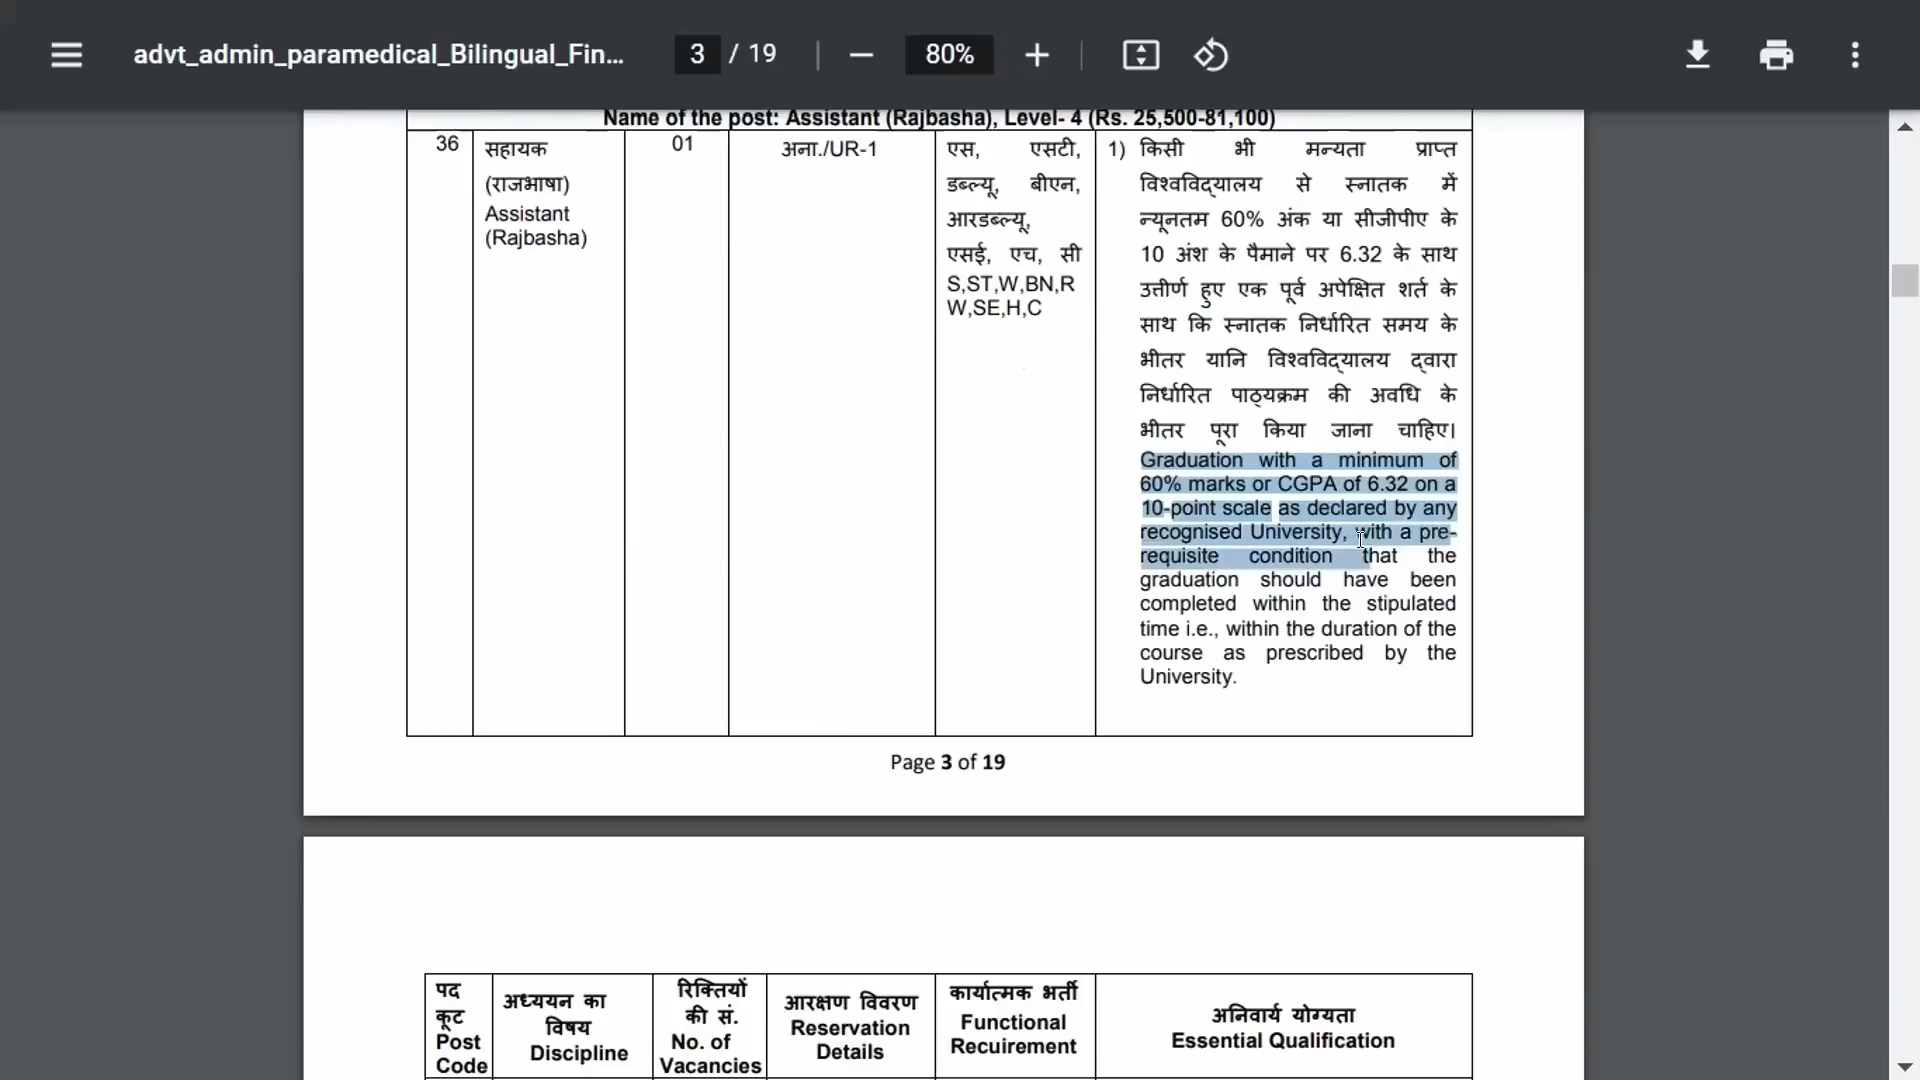 advt_admin_paramedical_Bilingual_Fin...
3 / 19
80%
Name of the post: Assistant (Rajbasha), Level- 4 (Rs. 25,500-81,100)
36
सहायक
(राजभाषा)
Assistant
(Rajbasha)
01
अना./UR-1
एस, एसटी,
डब्ल्यू, बीएन,
आरडब्ल्यू,
एसई, एच, सी
S,ST,W,BN,R
W,SE,H,C
1) किसी भी मन्यता प्राप्त
विश्वविद्यालय से स्नातक में
न्यूनतम 60% अंक या सीजीपीए के
10 अंश के पैमाने पर 6.32 के साथ
उत्तीर्ण हुए एक पूर्व अपेक्षित शर्त के
साथ कि स्नातक निर्धारित समय के
भीतर यानि विश्वविद्यालय द्वारा
निर्धारित पाठ्यक्रम की अवधि के
भीतर पूरा किया जाना चाहिए।
Graduation with a minimum of
60% marks or CGPA of 6.32 on a
10-point scale as declared by any
recognised University, with a pre-
requisite condition that the
graduation should have been
completed within the stipulated
time i.e., within the duration of the
course as prescribed by the
University.
Page 3 of 19
पद
कूट
Post
Code
अध्ययन का
विषय
Discipline
रिक्तियों
की सं.
No. of
Vacancies
आरक्षण विवरण
Reservation
Details
कार्यात्मक भर्ती
Functional
Recuirement
अनिवार्य योग्यता
Essential Qualification